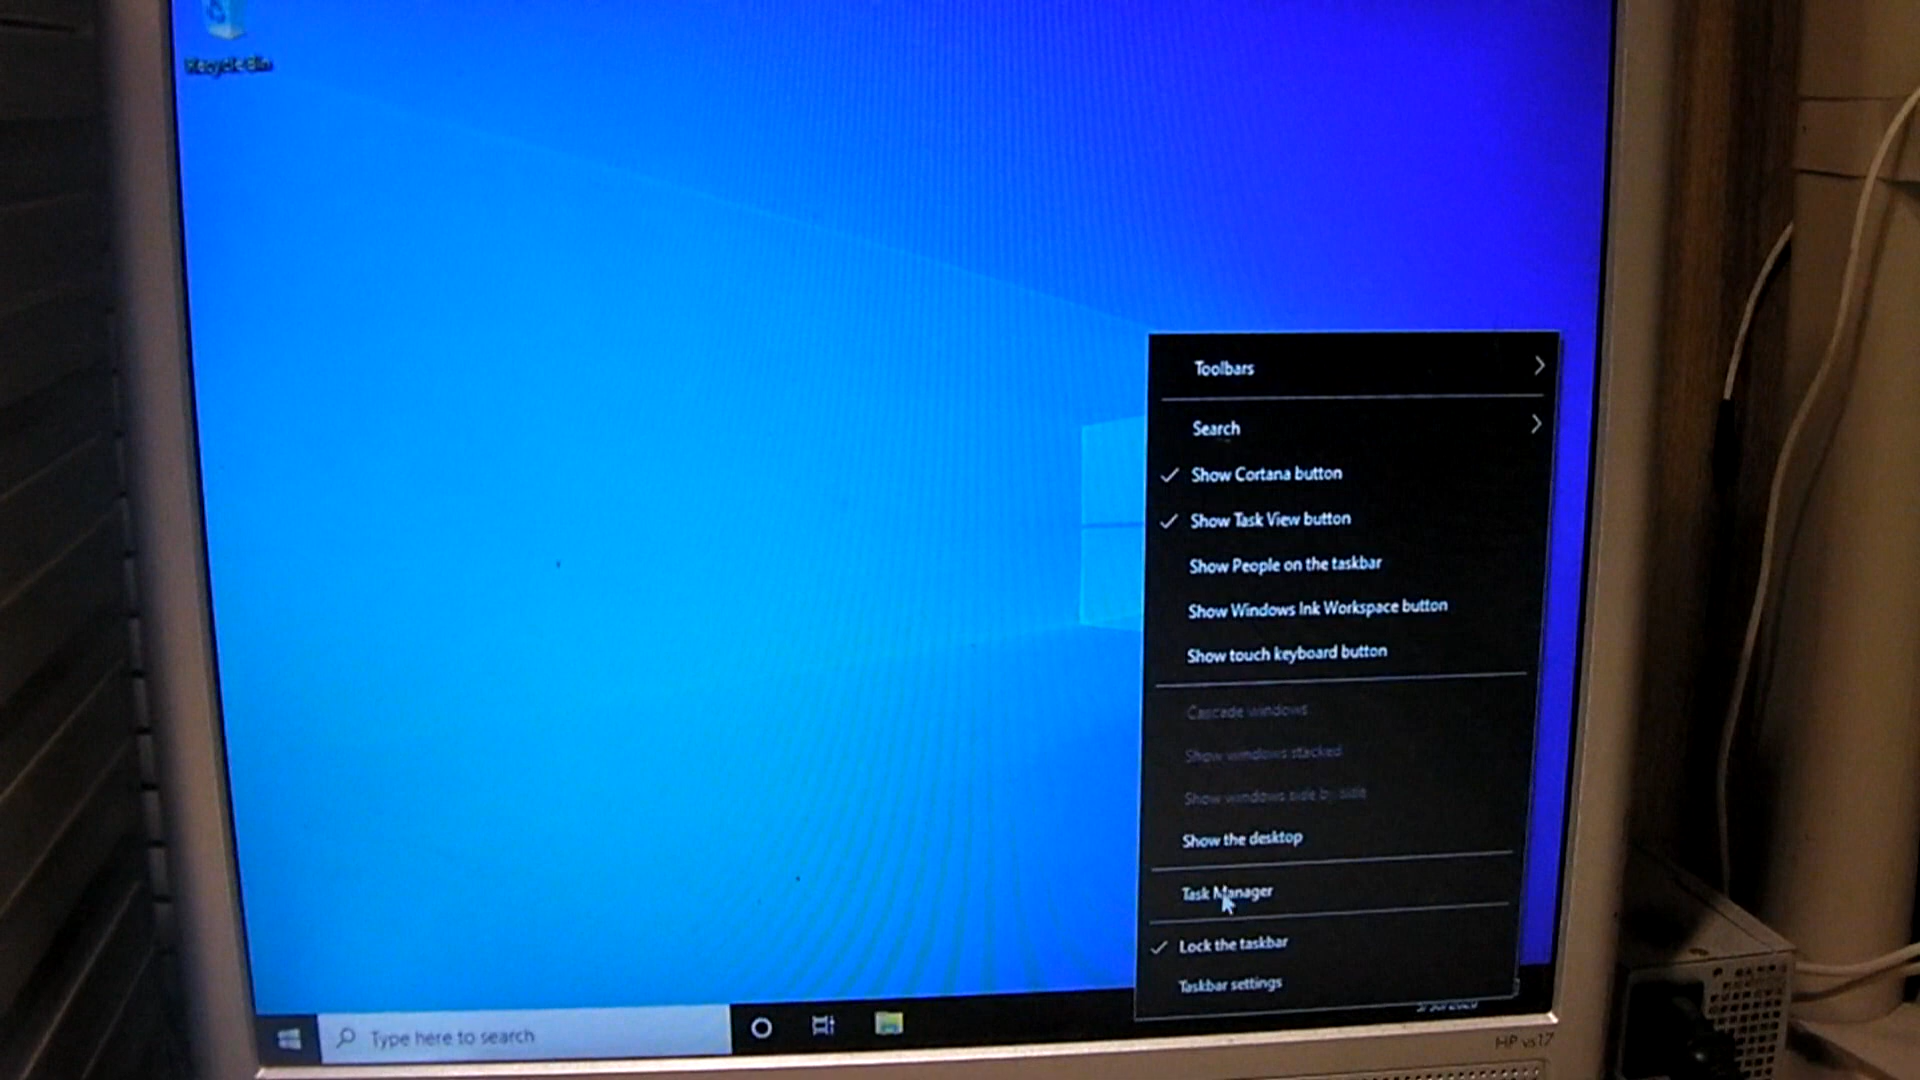 Recycle Bin
Toolbars
Search
Show Cortana button
Show Task View button
Show People on the taskbar
Show Windows Ink Workspace button
Show touch keyboard button
Cascade windows
Show windows stacked
Show windows side by side
Show the desktop
Task Manager
Lock the taskbar
Taskbar settings
Type here to search
HP vs17